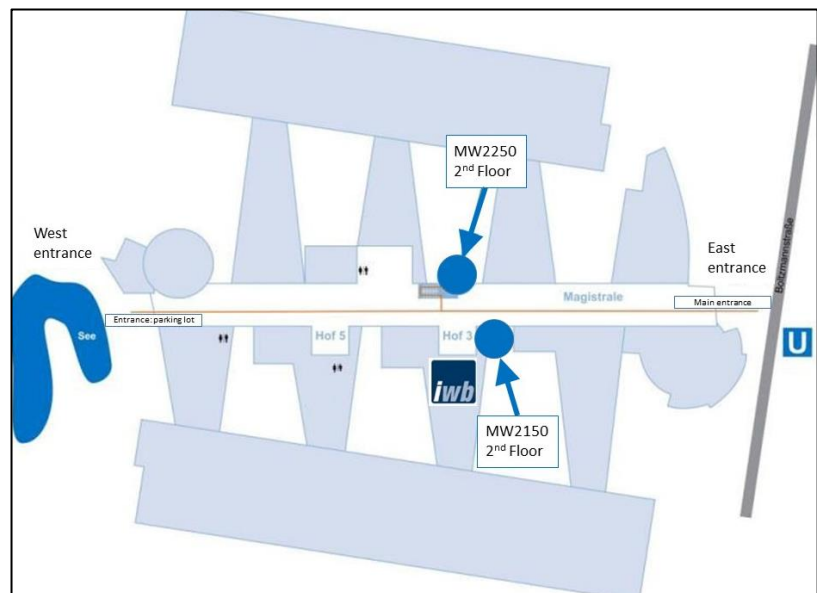 MW2250
2nd Floor
West
entrance
East
entrance
Boltzmannstraße
Magistrale
Main entrance
Entrance: parking lot
See
Hof 5
Hof 3
U
iwb
MW2150
2nd Floor